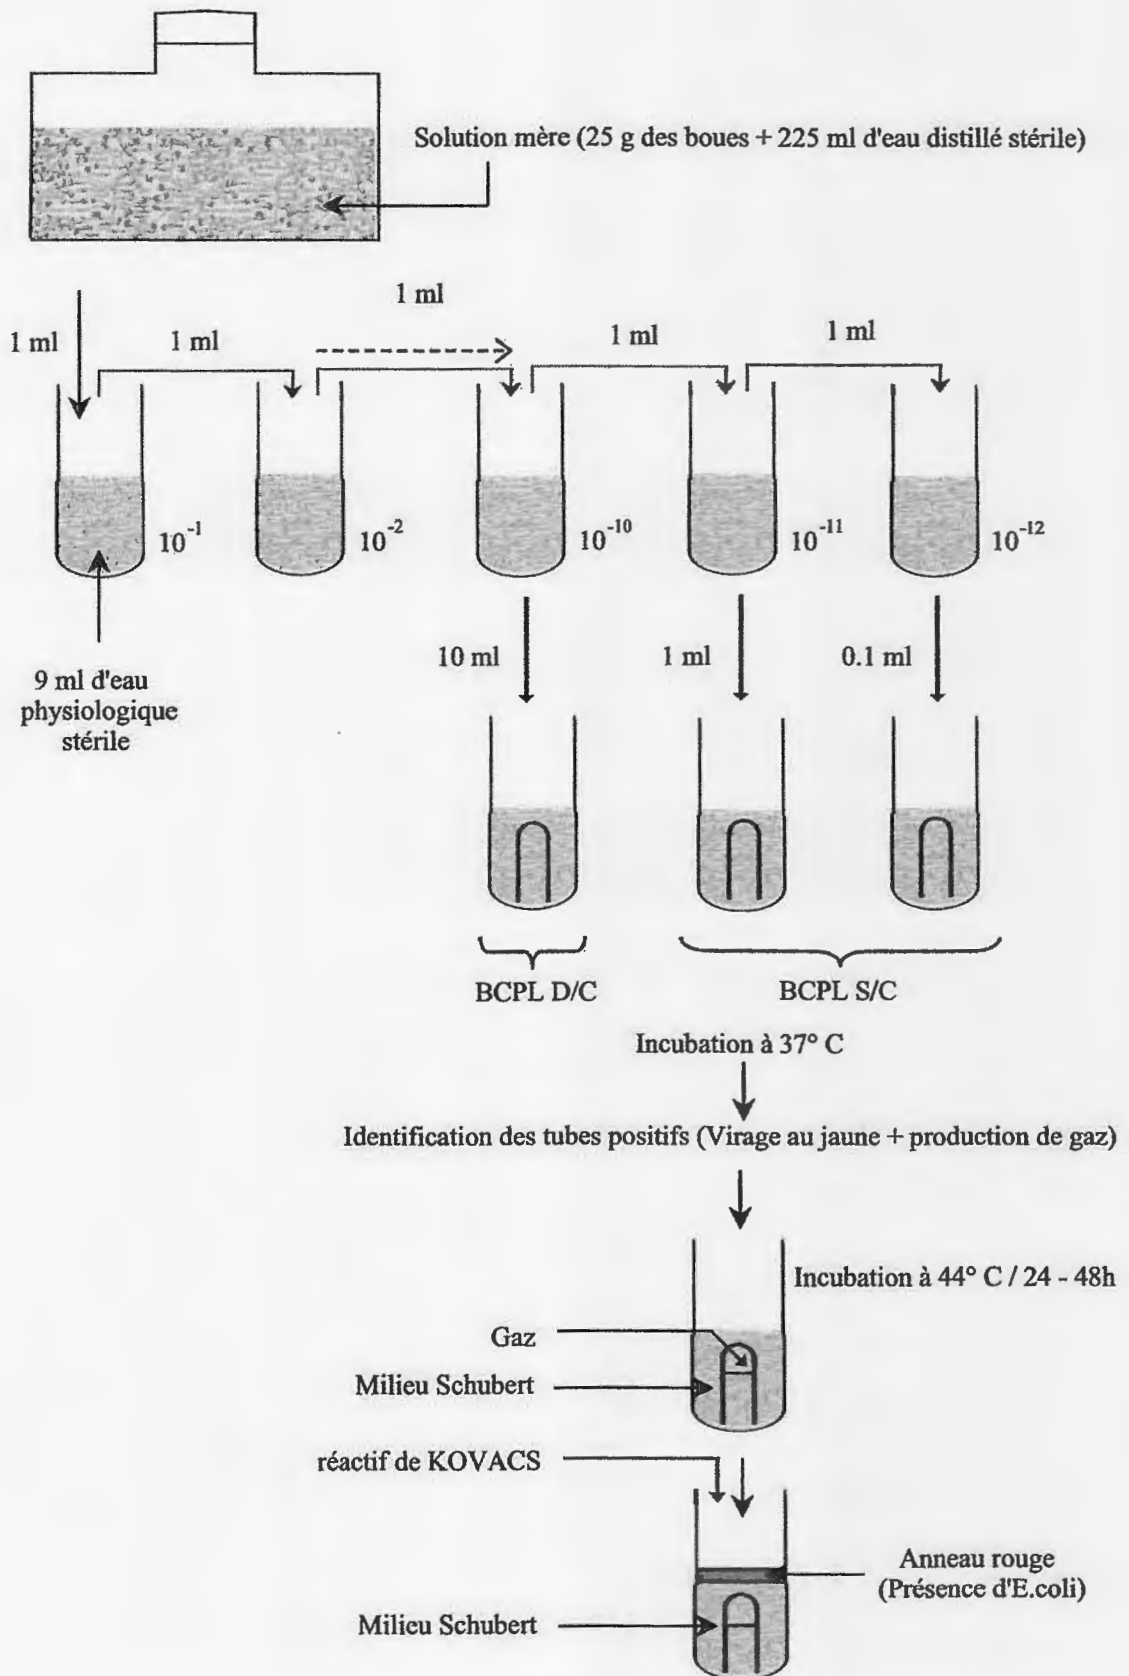 Solution mère (25 g des boues + 225 ml d'eau distillé stérile)
1 ml
1 ml
1 ml
1 ml
1 ml
10⁻¹
10⁻²
10⁻¹⁰
10⁻¹¹
10⁻¹²
9 ml d'eau
physiologique
stérile
10 ml
1 ml
0.1 ml
BCPL D/C
BCPL S/C
Incubation à 37° C
Identification des tubes positifs (Virage au jaune + production de gaz)
Incubation à 44° C / 24 - 48h
Gaz
Milieu Schubert
réactif de KOVACS
Anneau rouge
(Présence d'E.coli)
Milieu Schubert